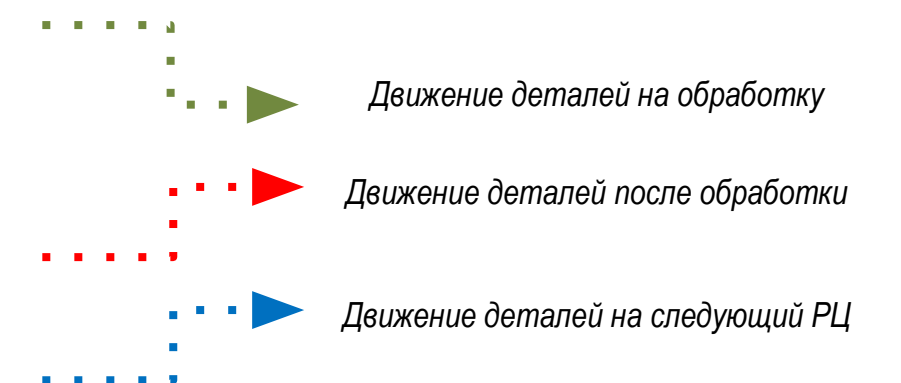 Движение деталей на обработку
Движение деталей после обработки
Движение деталей на следующий РЦ